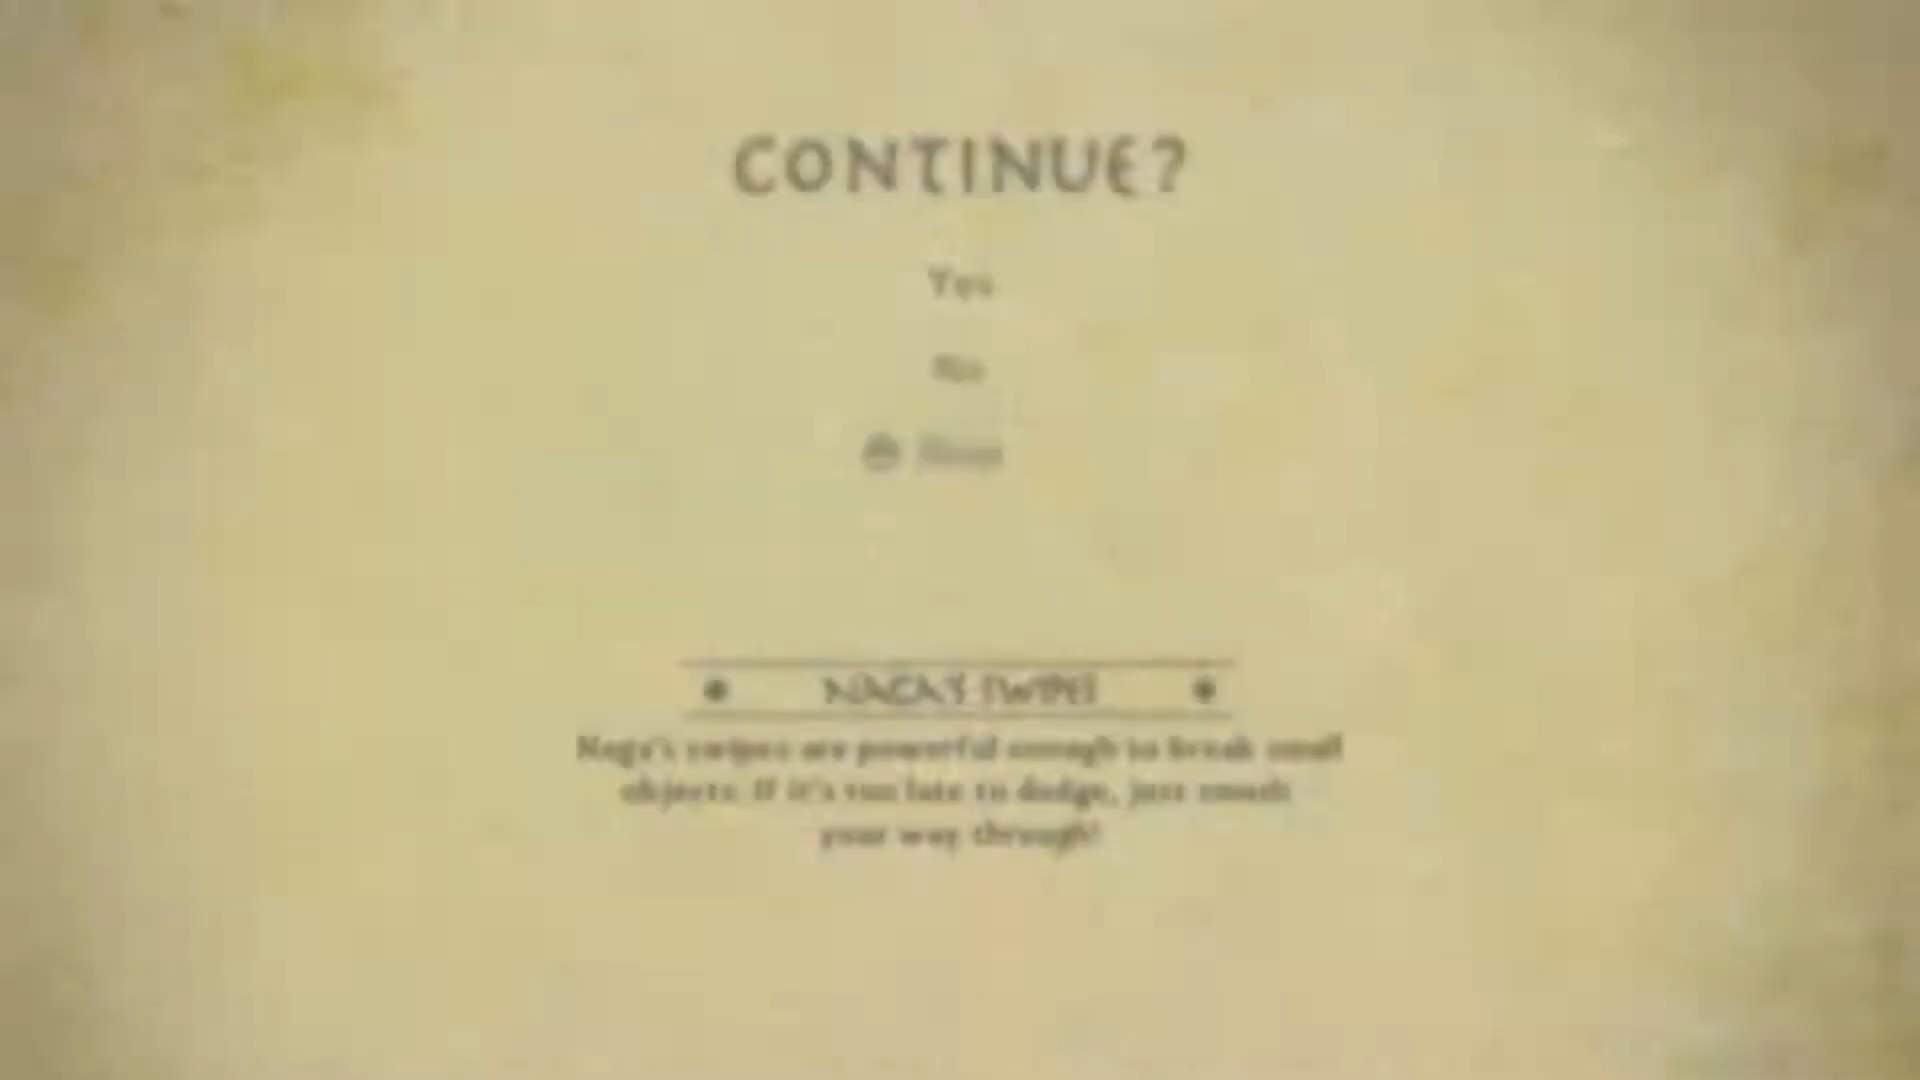 CONTINUE?
Yes
No
NAGA'S SWIPES
Naga's swipes are powerful enough to break small
objects. If it's too late to dodge, just smash
your way through!